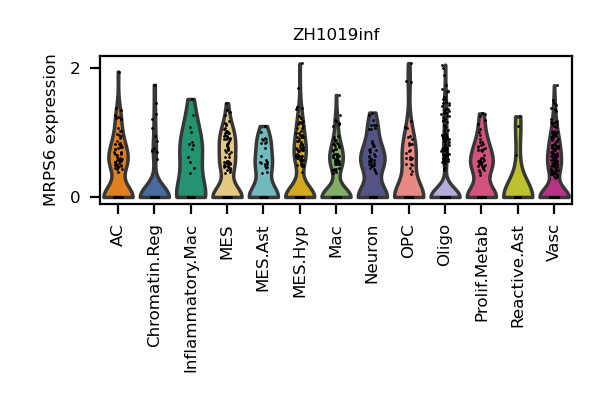 ZH1019inf
MRPS6 expression
2
0
AC
Chromatin.Reg
Inflammatory.Mac
MES
MES.Ast
MES.Hyp
Mac
Neuron
OPC
Oligo
Prolif.Metab
Reactive.Ast
Vasc